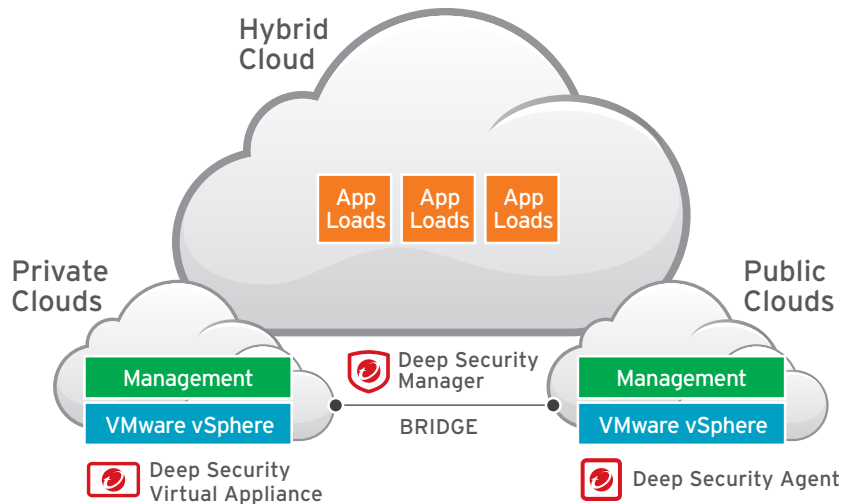 Hybrid
Cloud
App
Loads
App
Loads
App
Loads
Private
Clouds
Public
Clouds
Management
VMware vSphere
Deep Security
Manager
BRIDGE
Management
VMware vSphere
Deep Security
Virtual Appliance
Deep Security Agent